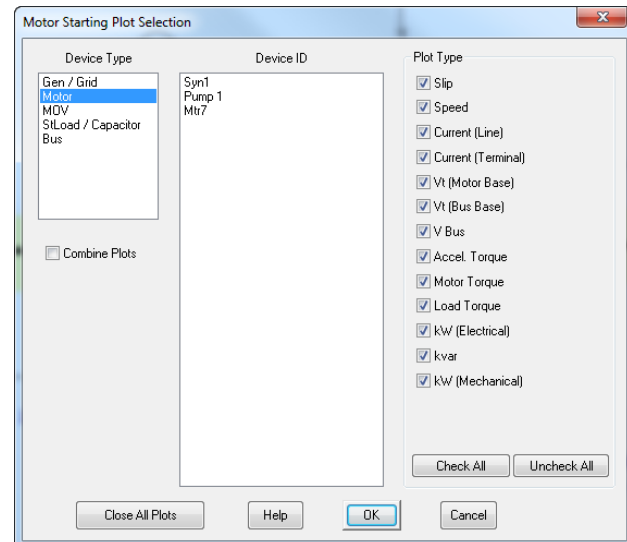 Motor Starting Plot Selection
Device Type
Gen / Grid
Motor
MOV
StLoad / Capacitor
Bus
Combine Plots
Device ID
Syn1
Pump 1
Mtr7
Plot Type
Slip
Speed
Current (Line)
Current (Terminal)
Vt (Motor Base)
Vt (Bus Base)
V Bus
Accel. Torque
Motor Torque
Load Torque
kW (Electrical)
kvar
kW (Mechanical)
Check All
Uncheck All
Close All Plots
Help
OK
Cancel